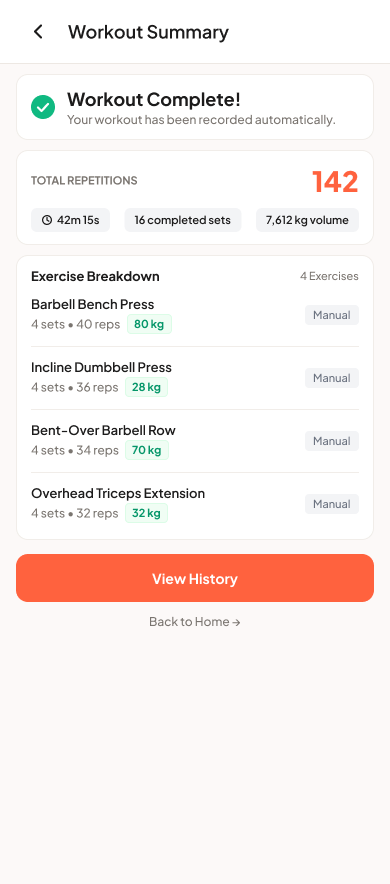 Workout Summary
Workout Complete!
Your workout has been recorded automatically.
TOTAL REPETITIONS 142
42m 15s 16 completed sets 7,612 kg volume
Exercise Breakdown 4 Exercises
Barbell Bench Press
4 sets • 40 reps 80 kg Manual
Incline Dumbbell Press
4 sets • 36 reps 28 kg Manual
Bent-Over Barbell Row
4 sets • 34 reps 70 kg Manual
Overhead Triceps Extension
4 sets • 32 reps 32 kg Manual
View History
Back to Home →